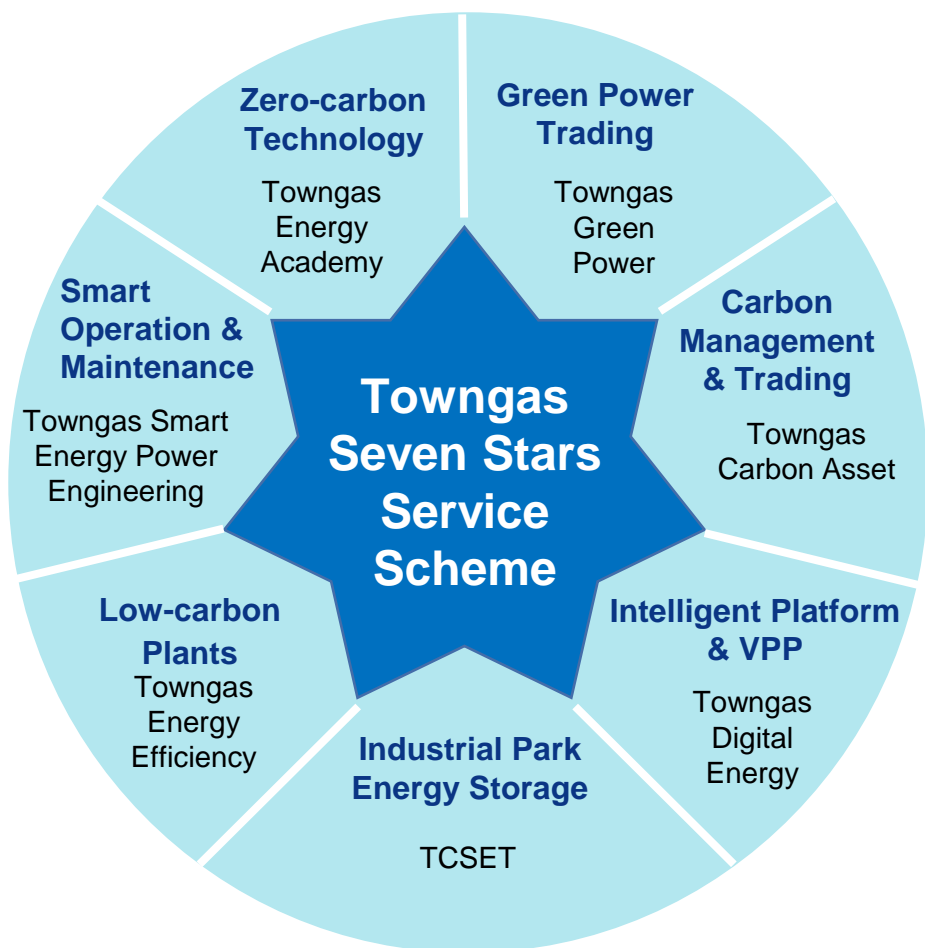 Zero-carbon
Technology
Towngas
Energy
Academy
Green Power
Trading
Towngas
Green
Power
Carbon
Management
& Trading
Towngas
Carbon Asset
Intelligent Platform
& VPP
Towngas
Digital
Energy
Industrial Park
Energy Storage
TCSET
Low-carbon
Plants
Towngas
Energy
Efficiency
Smart
Operation &
Maintenance
Towngas Smart
Energy Power
Engineering
Towngas
Seven Stars
Service
Scheme